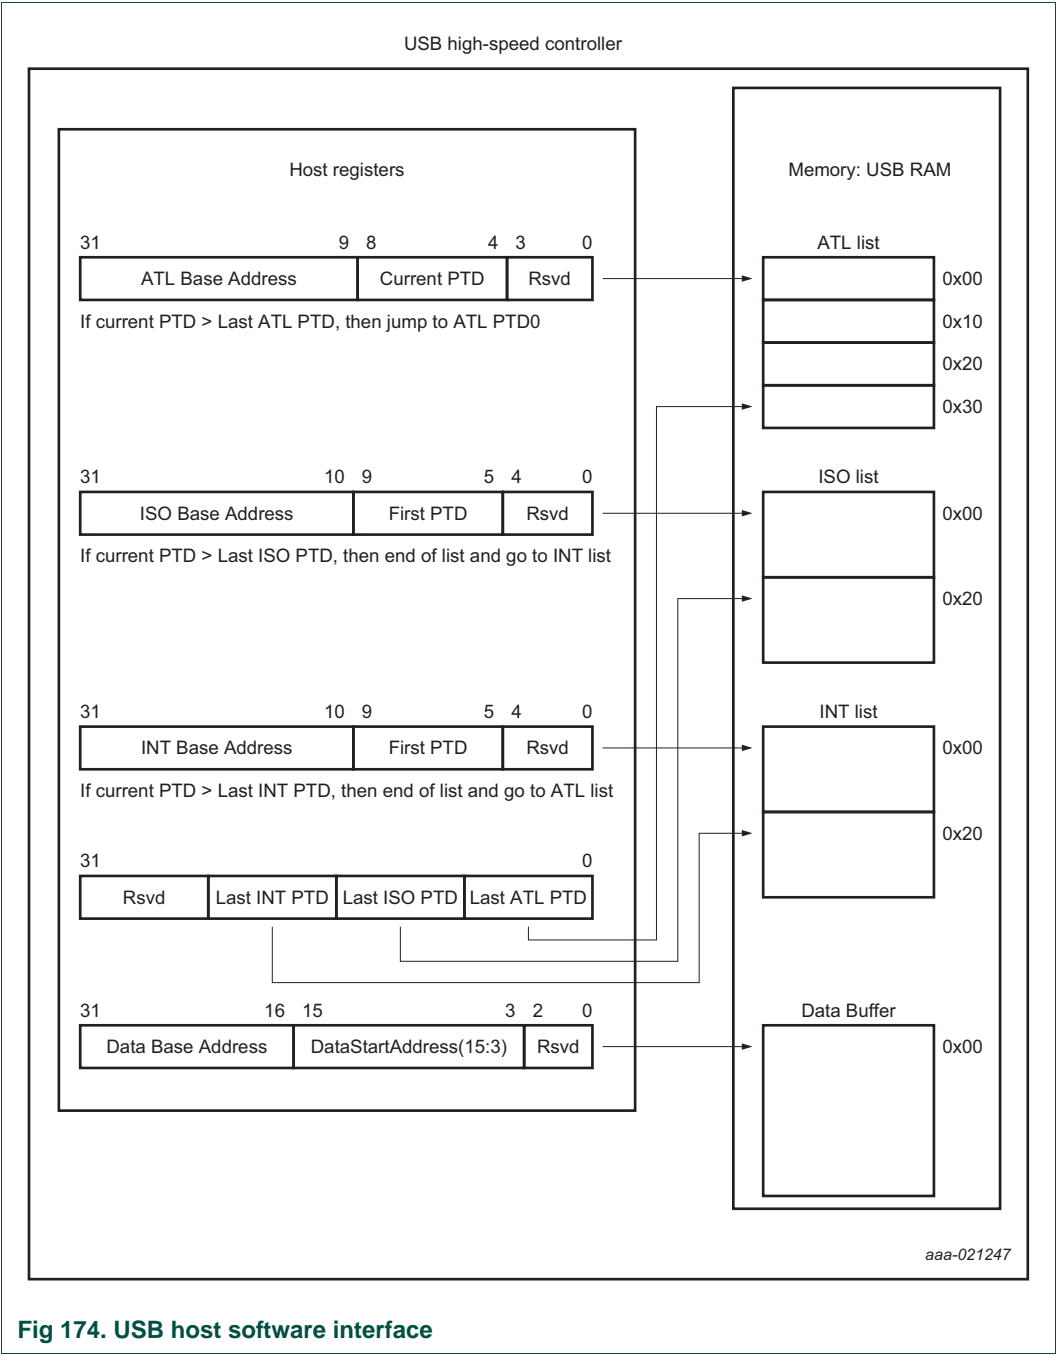 USB high-speed controller
Host registers
Memory: USB RAM
31 9 8 4 3 0
ATL Base Address Current PTD Rsvd
If current PTD > Last ATL PTD, then jump to ATL PTD0
ATL list
0x00
0x10
0x20
0x30
31 10 9 5 4 0
ISO Base Address First PTD Rsvd
If current PTD > Last ISO PTD, then end of list and go to INT list
ISO list
0x00
0x20
31 10 9 5 4 0
INT Base Address First PTD Rsvd
If current PTD > Last INT PTD, then end of list and go to ATL list
INT list
0x00
0x20
31 0
Rsvd Last INT PTD Last ISO PTD Last ATL PTD
31 16 15 3 2 0
Data Base Address DataStartAddress(15:3) Rsvd
Data Buffer
0x00
aaa-021247
Fig 174. USB host software interface